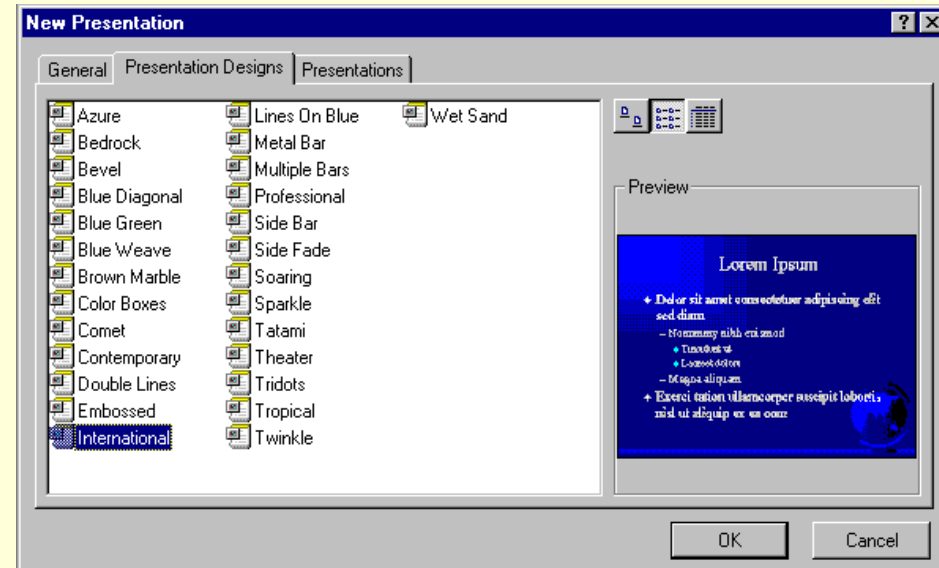 New Presentation
General Presentation Designs Presentations
Azure
Bedrock
Bevel
Blue Diagonal
Blue Green
Blue Weave
Brown Marble
Color Boxes
Comet
Contemporary
Double Lines
Embossed
International
Lines On Blue
Metal Bar
Multiple Bars
Professional
Side Bar
Side Fade
Soaring
Sparkle
Tatami
Theater
Tridots
Tropical
Twinkle
Wet Sand
Preview
Lorem Ipsum
Dolor sit amet consectetuer adipiscing elit
sed diam
– Nonummy nibh
– Magna aliquam
Exerci tation ullamcorper suscipit
nisl ut aliquip ex ea
OK Cancel